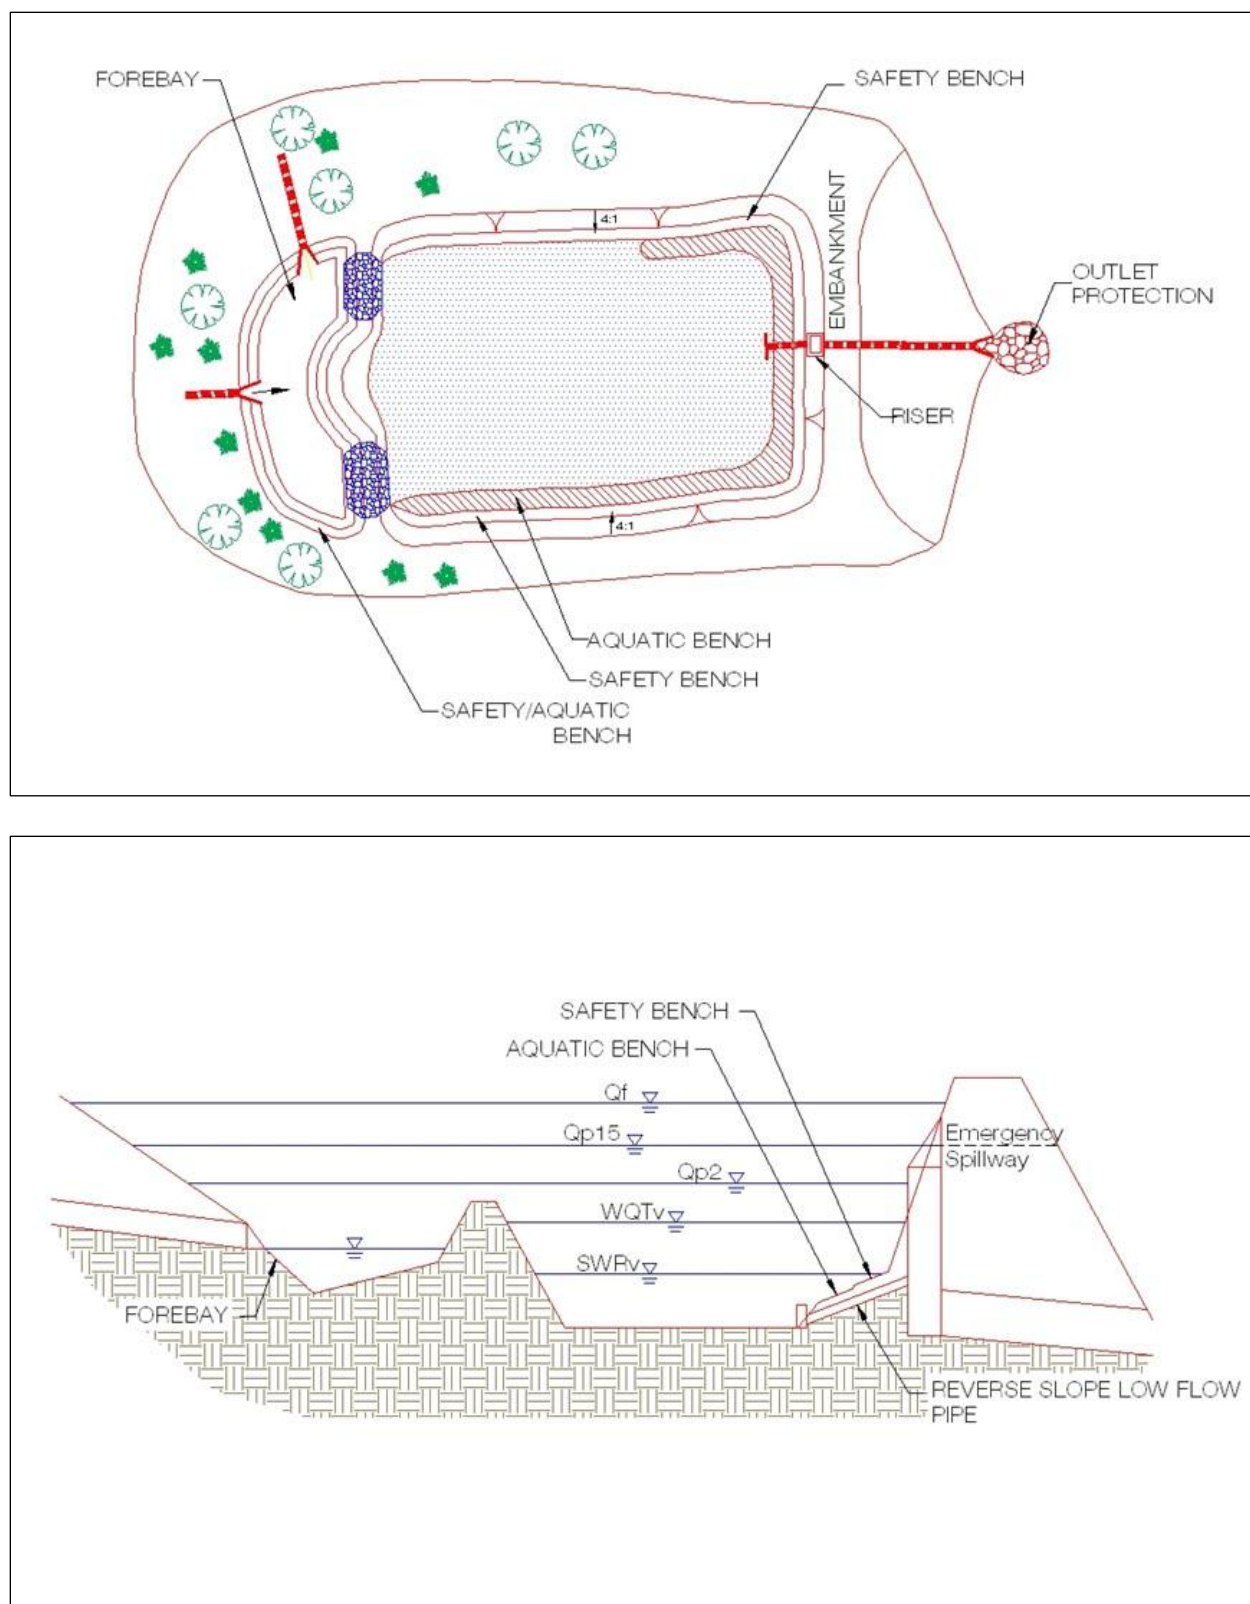 FOREBAY
SAFETY BENCH
4:1
EMBANKMENT
OUTLET
PROTECTION
RISER
4:1
AQUATIC BENCH
SAFETY BENCH
SAFETY/AQUATIC
BENCH
SAFETY BENCH
AQUATIC BENCH
Qf
Qp15
Emergency
Spillway
Qp2
WQTv
SWRv
FOREBAY
REVERSE SLOPE LOW FLOW
PIPE